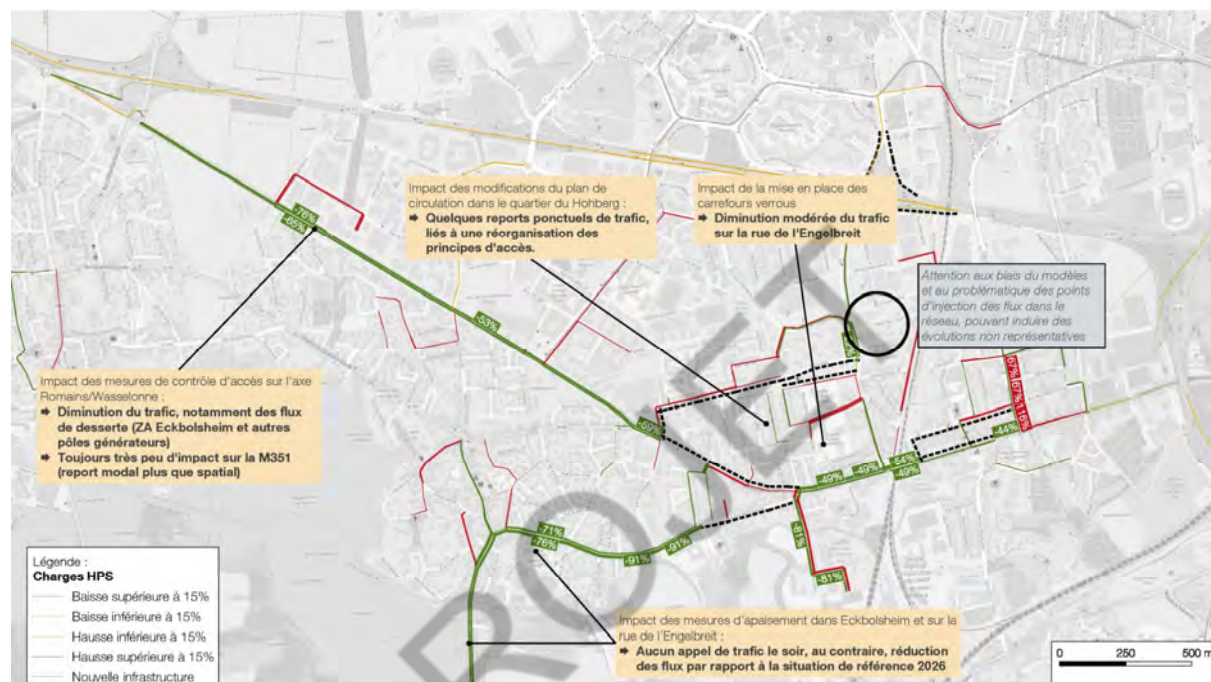 Impact des modifications du plan de
circulation dans le quartier du Hohberg :
➔ Quelques reports ponctuels de trafic,
liés à une réorganisation des
principes d'accès.
Impact de la mise en place des
carrefours verrous
➔ Diminution modérée du trafic
sur la rue de l'Engelbreit
Attention aux biais du modèles
et au problématique des points
d'injection des flux dans le
réseau, pouvant induire des
évolutions non représentatives
Impact des mesures de contrôle d'accès sur l'axe
Romains/Wasselonne :
➔ Diminution du trafic, notamment des flux
de desserte (ZA Eckbolsheim et autres
pôles générateurs)
➔ Toujours très peu d'impact sur la M351
(report modal plus que spatial)
-76%
-65%
-53%
-59%
-71%
-76%
-91%
-91%
-49%
-49%
-54%
-49%
-44%
67%
67%
116%
-81%
-81%
PROJET
Impact des mesures d'apaisement dans Eckbolsheim et sur la
rue de l'Engelbreit :
➔ Aucun appel de trafic le soir, au contraire, réduction
des flux par rapport à la situation de référence 2026
Légende :
Charges HPS
Baisse supérieure à 15%
Baisse inférieure à 15%
Hausse inférieure à 15%
Hausse supérieure à 15%
Nouvelle infrastructure
0 250 500 m